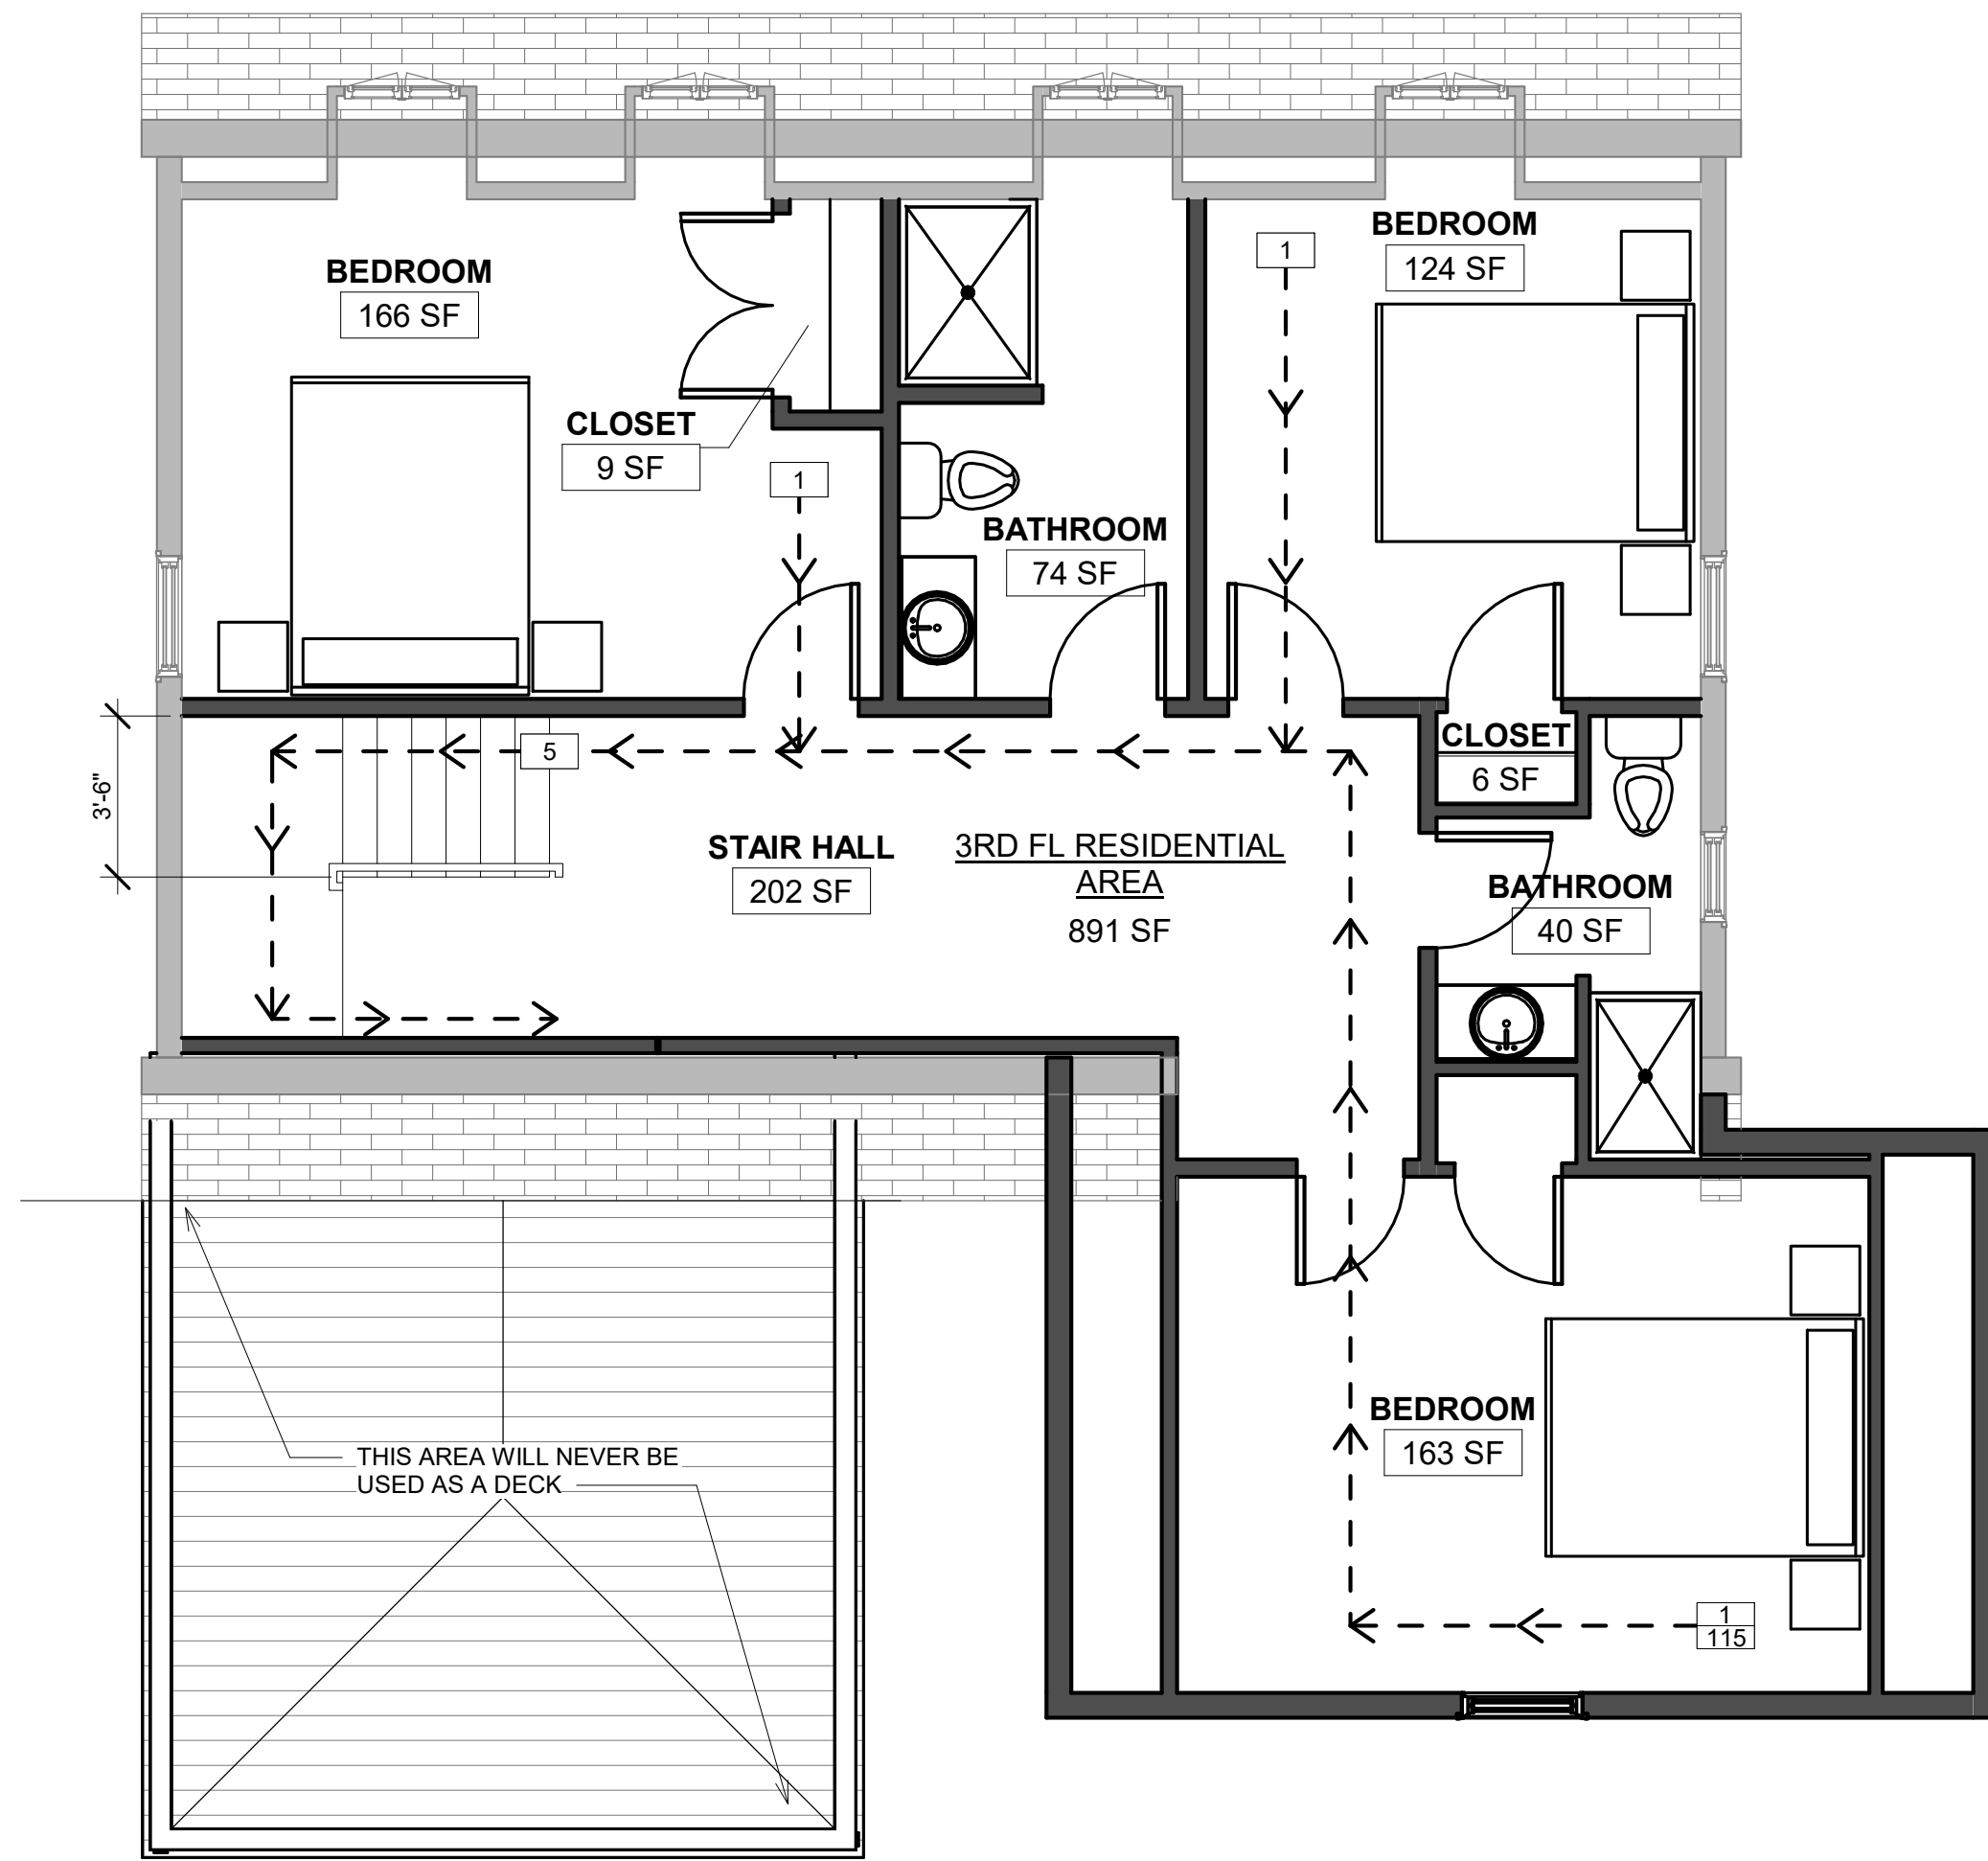 BEDROOM
166 SF
CLOSET
9 SF
1
BATHROOM
74 SF
1
BEDROOM
124 SF
3'-6"
5
CLOSET
6 SF
STAIR HALL
202 SF
3RD FL RESIDENTIAL
AREA
891 SF
BATHROOM
40 SF
THIS AREA WILL NEVER BE
USED AS A DECK
BEDROOM
163 SF
1
115